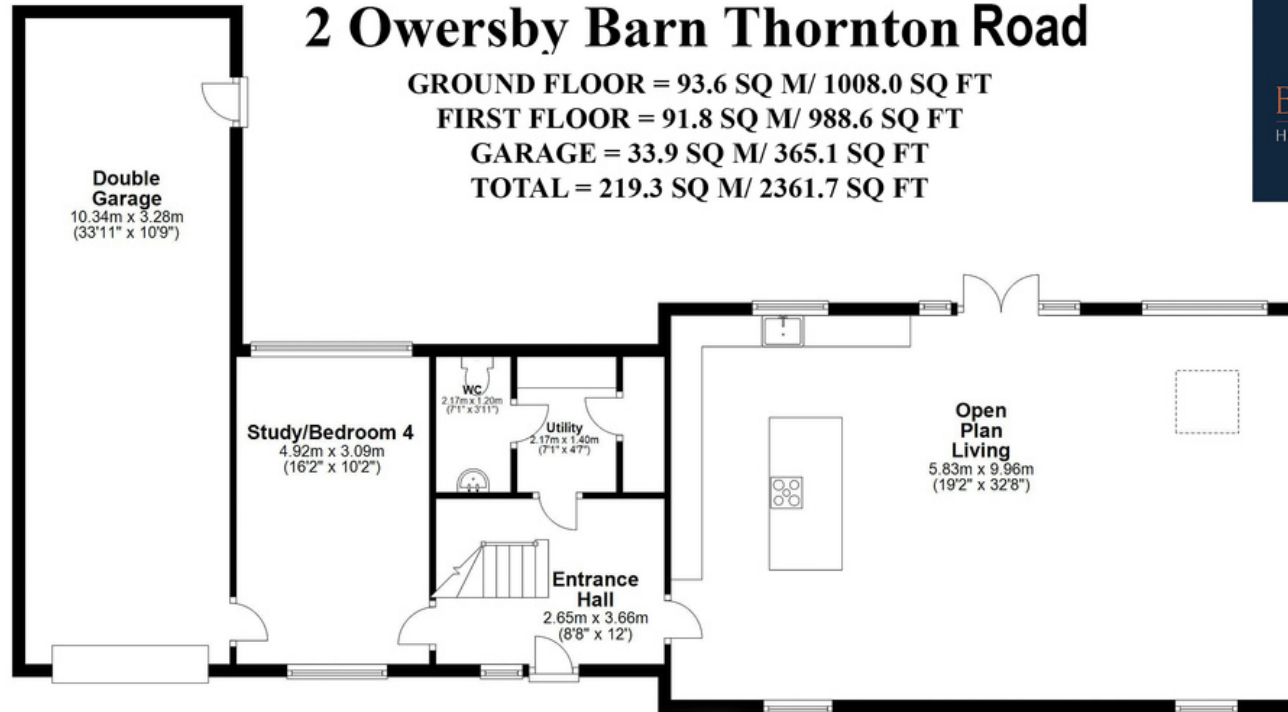 2 Owersby Barn Thornton Road
GROUND FLOOR = 93.6 SQ M/ 1008.0 SQ FT
FIRST FLOOR = 91.8 SQ M/ 988.6 SQ FT
GARAGE = 33.9 SQ M/ 365.1 SQ FT
TOTAL = 219.3 SQ M/ 2361.7 SQ FT
Double
Garage
10.34m x 3.28m
(33'11" x 10'9")
Study/Bedroom 4
4.92m x 3.09m
(16'2" x 10'2")
WC
2.17m x 1.20m
(7'1" x 3'11")
Utility
2.17m x 1.40m
(7'1" x 4'7")
Entrance
Hall
2.65m x 3.66m
(8'8" x 12')
Open
Plan
Living
5.83m x 9.96m
(19'2" x 32'8")